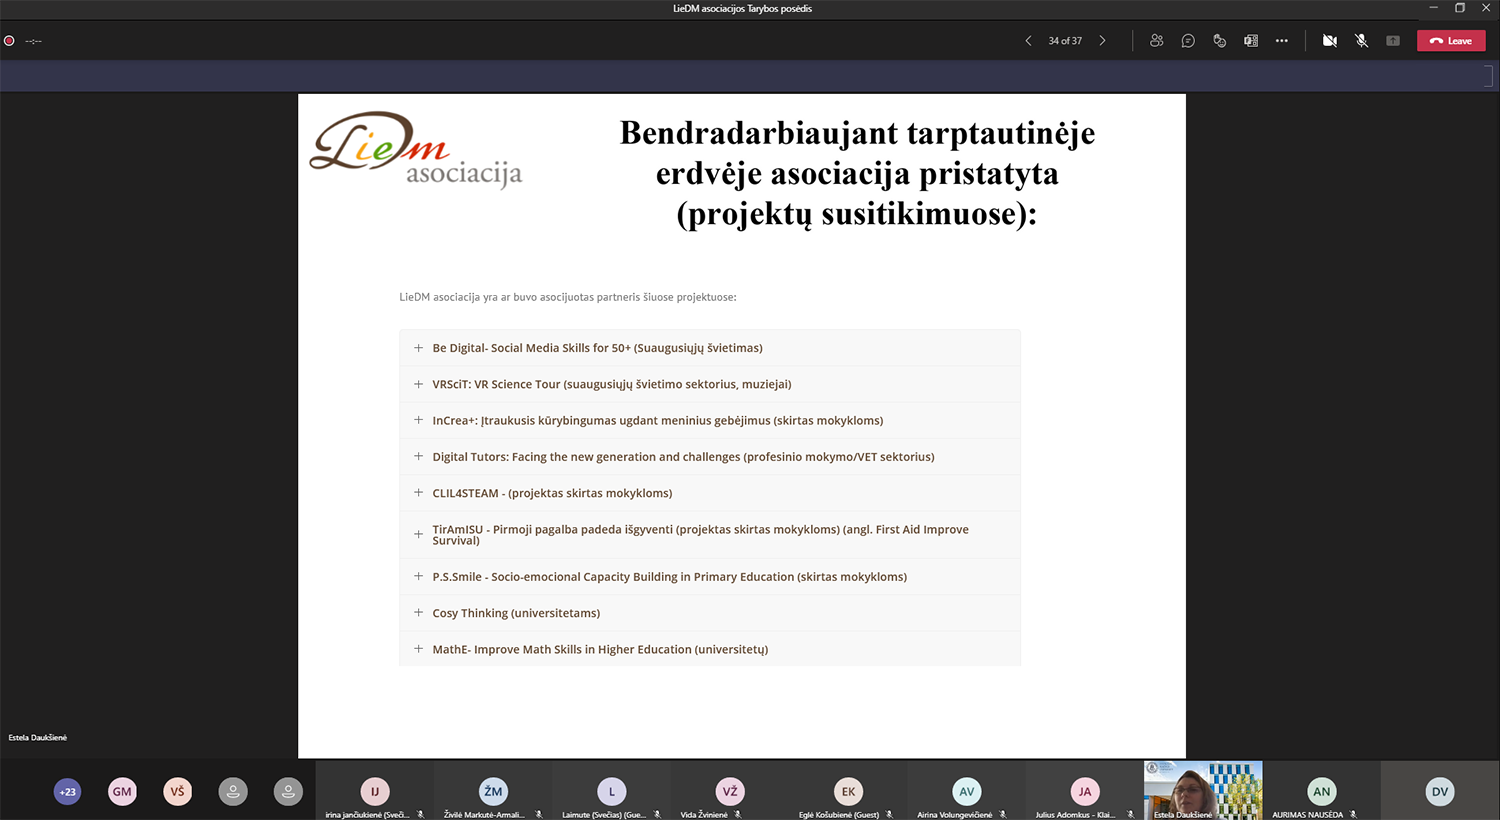 LieDM asociacijos Tarybos posėdis
--:--
34 of 37
Leave
LieDm
asociacija
Bendradarbiaujant tarptautinėje
erdvėje asociacija pristatyta
(projektų susitikimuose):
LieDM asociacija yra ar buvo asocijuotas partneris šiuose projektuose:
Be Digital- Social Media Skills for 50+ (Suaugusiųjų švietimas)
VRSciT: VR Science Tour (suaugusiųjų švietimo sektorius, muziejai)
InCrea+: Įtraukusis kūrybingumas ugdant meninius gebėjimus (skirtas mokykloms)
Digital Tutors: Facing the new generation and challenges (profesinio mokymo/VET sektorius)
CLIL4STEAM - (projektas skirtas mokykloms)
TirAmISU - Pirmoji pagalba padeda išgyventi (projektas skirtas mokykloms) (angl. First Aid Improve
Survival)
P.S.Smile - Socio-emocional Capacity Building in Primary Education (skirtas mokykloms)
Cosy Thinking (universitetams)
MathE- Improve Math Skills in Higher Education (universitetų)
Estela Daukšienė
+23
GM
VŠ
IJ
ŽM
L
VŽ
EK
AV
JA
AN
DV
irina jančiukienė (Sveči...
Živilė Markutė-Armali...
Laimute (Svečias) (Gue...
Vida Žvinienė
Eglė Košubienė (Guest)
Airina Volungevičienė
Julius Adomkus - Klai...
Estela Daukšienė
AURIMAS NAUSĖDA